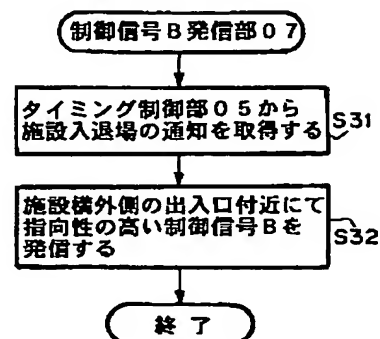 制御信号B発信部07
タイミング制御部05から
施設入退場の通知を取得する
S31
施設構外側の出入口付近にて
指向性の高い制御信号Bを
発信する
S32
終了